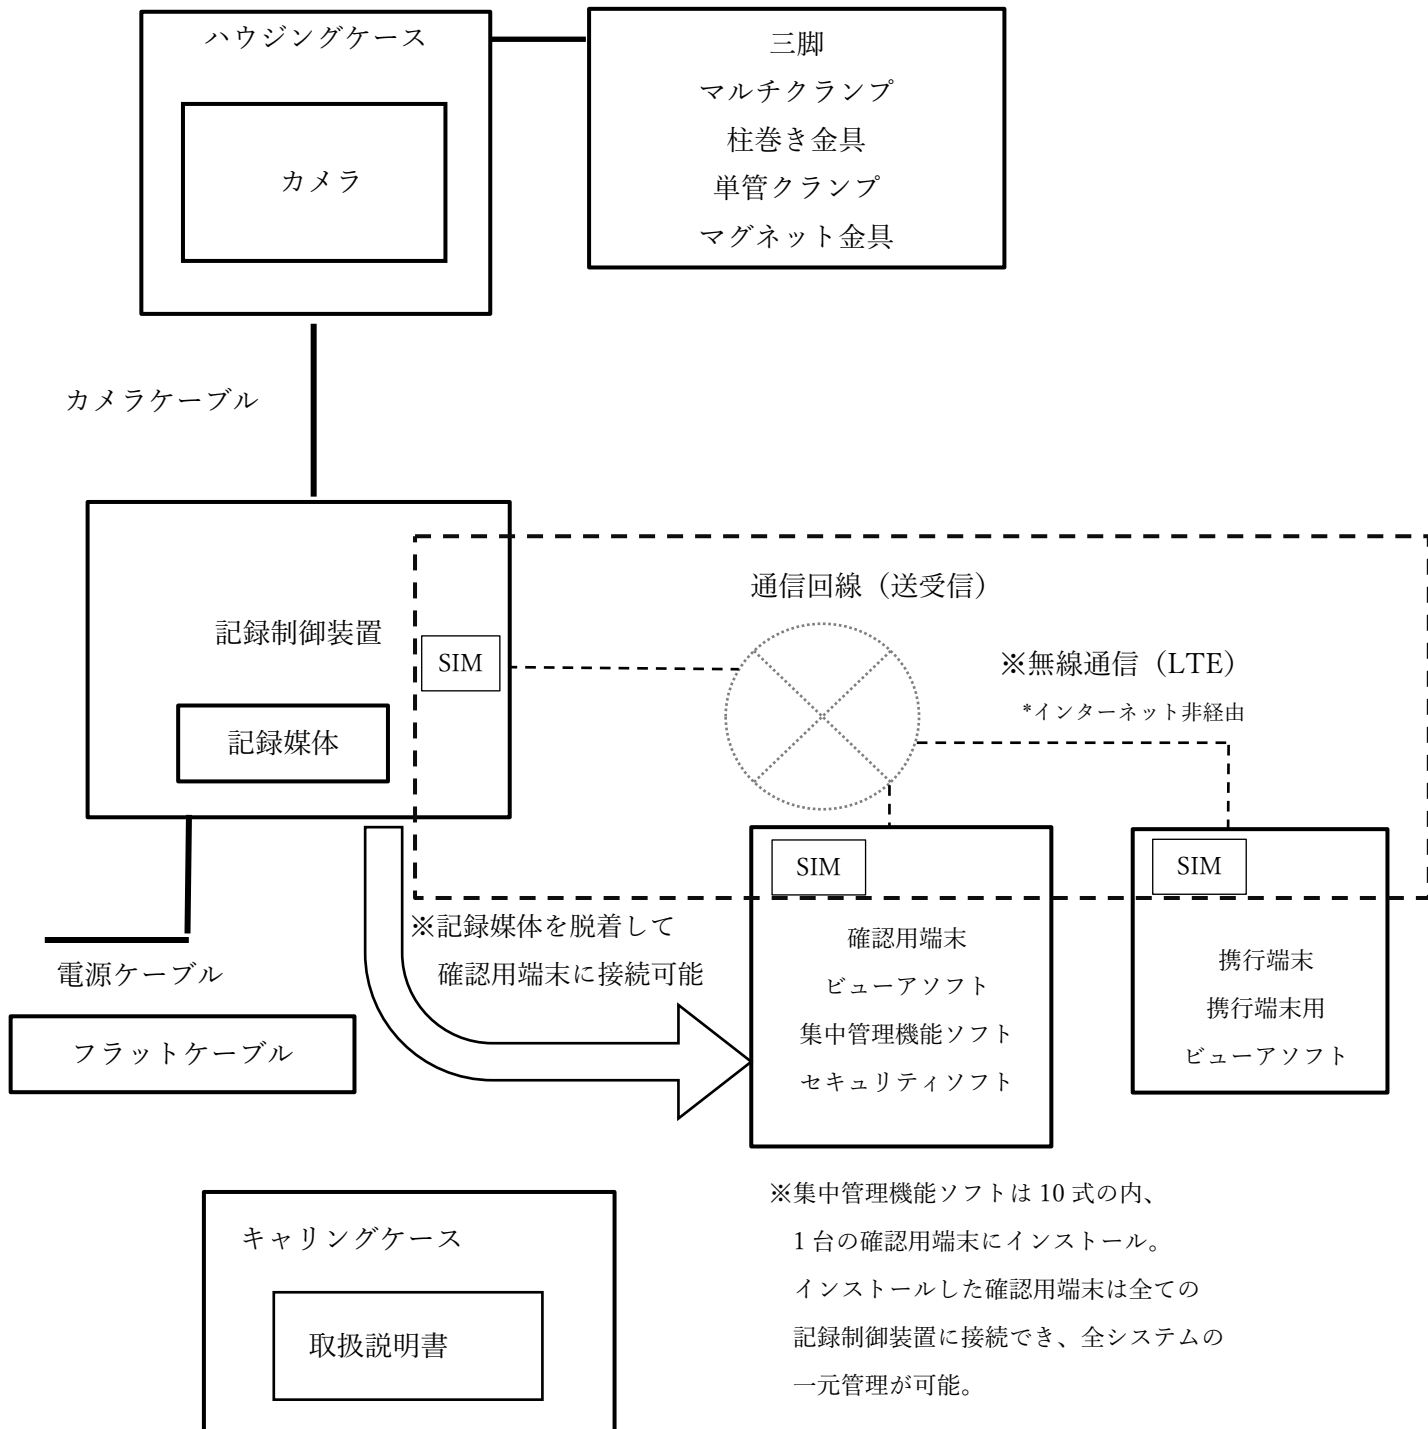 ハウジングケース
カメラ
三脚
マルチクランプ
柱巻き金具
単管クランプ
マグネット金具
カメラケーブル
記録制御装置
SIM
記録媒体
通信回線（送受信）
※無線通信（LTE）
*インターネット非経由
電源ケーブル
フラットケーブル
※記録媒体を脱着して
確認用端末に接続可能
SIM
確認用端末
ビューアソフト
集中管理機能ソフト
セキュリティソフト
SIM
携行端末
携行端末用
ビューアソフト
キャリングケース
取扱説明書
※集中管理機能ソフトは 10 式の内、
1 台の確認用端末にインストール。
インストールした確認用端末は全ての
記録制御装置に接続でき、全システムの
一元管理が可能。